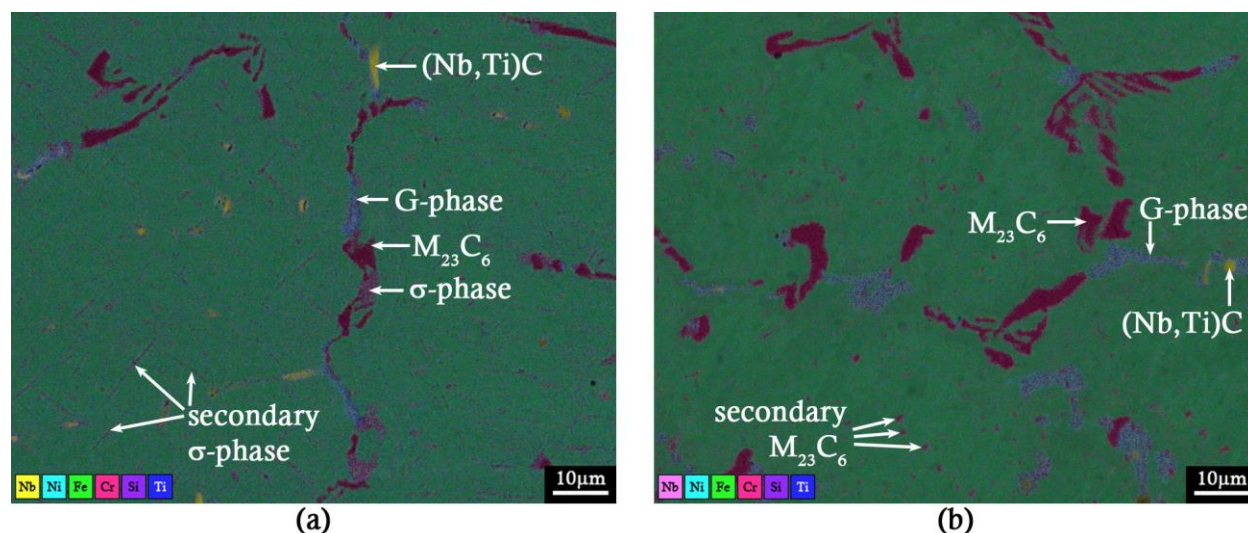 (Nb,Ti)C
G-phase
M₂₃C₆
σ-phase
secondary
σ-phase
Nb Ni Fe Cr Si Ti
10μm
(a)
M₂₃C₆
G-phase
(Nb,Ti)C
secondary
M₂₃C₆
Nb Ni Fe Cr Si Ti
10μm
(b)